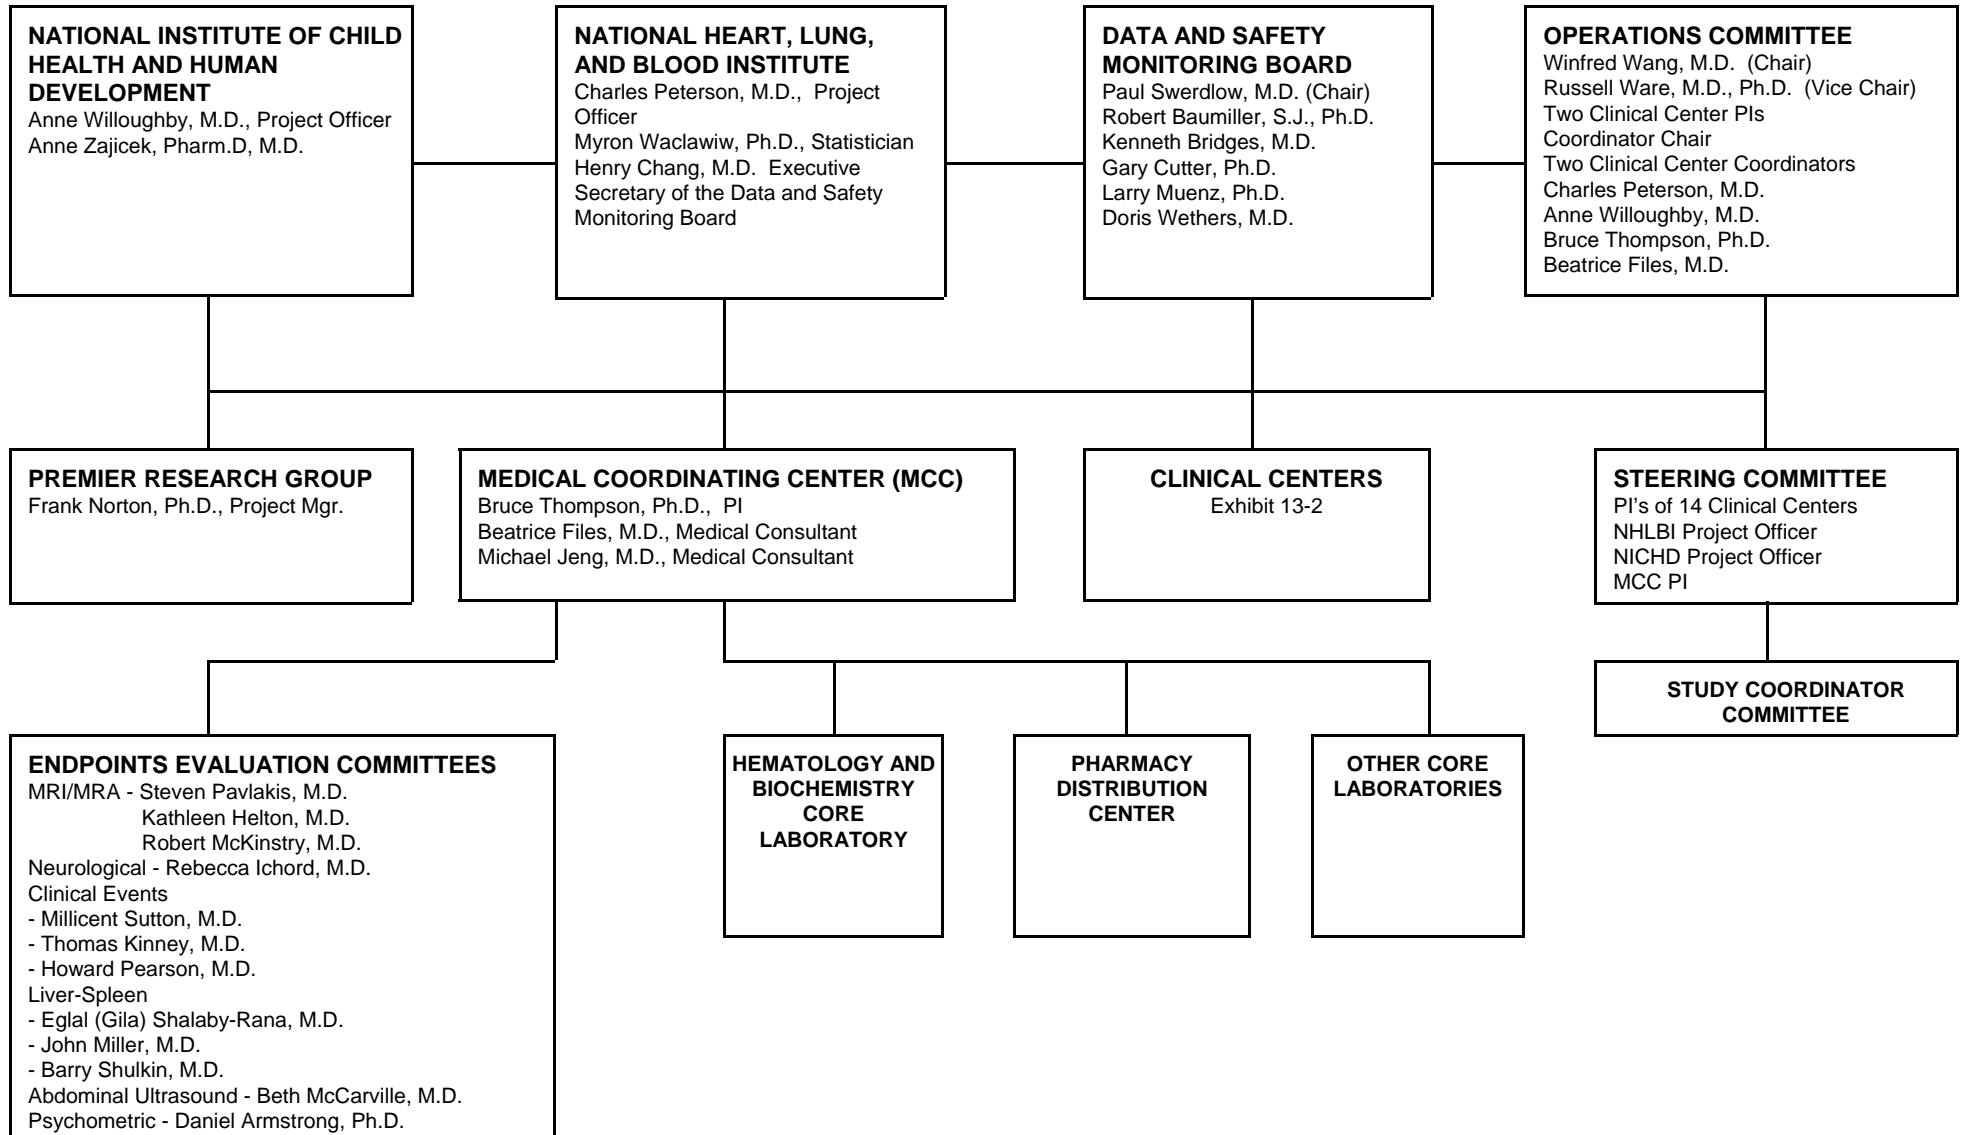 NATIONAL INSTITUTE OF CHILD
HEALTH AND HUMAN
DEVELOPMENT
Anne Willoughby, M.D., Project Officer
Anne Zajicek, Pharm.D, M.D.
NATIONAL HEART, LUNG,
AND BLOOD INSTITUTE
Charles Peterson, M.D.,  Project
Officer
Myron Waclawiw, Ph.D., Statistician
Henry Chang, M.D.  Executive
Secretary of the Data and Safety
Monitoring Board
DATA AND SAFETY
MONITORING BOARD
Paul Swerdlow, M.D. (Chair)
Robert Baumiller, S.J., Ph.D.
Kenneth Bridges, M.D.
Gary Cutter, Ph.D.
Larry Muenz, Ph.D.
Doris Wethers, M.D.
OPERATIONS COMMITTEE
Winfred Wang, M.D.  (Chair)
Russell Ware, M.D., Ph.D.  (Vice Chair)
Two Clinical Center PIs
Coordinator Chair
Two Clinical Center Coordinators
Charles Peterson, M.D.
Anne Willoughby, M.D.
Bruce Thompson, Ph.D.
Beatrice Files, M.D.
PREMIER RESEARCH GROUP
Frank Norton, Ph.D., Project Mgr.
MEDICAL COORDINATING CENTER (MCC)
Bruce Thompson, Ph.D.,  PI
Beatrice Files, M.D., Medical Consultant
Michael Jeng, M.D., Medical Consultant
CLINICAL CENTERS
Exhibit 13-2
STEERING COMMITTEE
PI's of 14 Clinical Centers
NHLBI Project Officer
NICHD Project Officer
MCC PI
STUDY COORDINATOR
COMMITTEE
ENDPOINTS EVALUATION COMMITTEES
MRI/MRA - Steven Pavlakis, M.D.
Kathleen Helton, M.D.
Robert McKinstry, M.D.
Neurological - Rebecca Ichord, M.D.
Clinical Events
- Millicent Sutton, M.D.
- Thomas Kinney, M.D.
- Howard Pearson, M.D.
Liver-Spleen
- Eglal (Gila) Shalaby-Rana, M.D.
- John Miller, M.D.
- Barry Shulkin, M.D.
Abdominal Ultrasound - Beth McCarville, M.D.
Psychometric - Daniel Armstrong, Ph.D.
HEMATOLOGY AND
BIOCHEMISTRY
CORE
LABORATORY
PHARMACY
DISTRIBUTION
CENTER
OTHER CORE
LABORATORIES